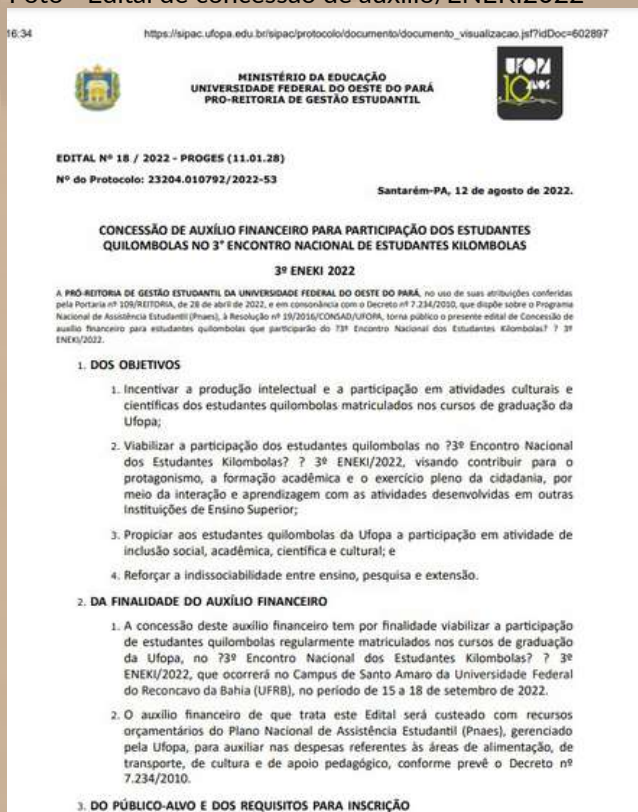 Foto - Edital de concessão de auxílio/ENEKI.2022
16:34 https://sipac.ufopa.edu.br/sipac/protocolo/documento/documento_visualizacao.jsf?idDoc=602897
MINISTÉRIO DA EDUCAÇÃO
UNIVERSIDADE FEDERAL DO OESTE DO PARÁ
PRO-REITORIA DE GESTÃO ESTUDANTIL
UFOPA
10 anos
EDITAL Nº 18 / 2022 - PROGES (11.01.28)
Nº do Protocolo: 23204.010792/2022-53
Santarém-PA, 12 de agosto de 2022.
CONCESSÃO DE AUXÍLIO FINANCEIRO PARA PARTICIPAÇÃO DOS ESTUDANTES
QUILOMBOLAS NO 3° ENCONTRO NACIONAL DE ESTUDANTES KILOMBOLAS
3º ENEKI 2022
A PRÓ-REITORIA DE GESTÃO ESTUDANTIL DA UNIVERSIDADE FEDERAL DO OESTE DO PARÁ, no uso de suas atribuições conferidas
pela Portaria nº 109/REITORIA, de 28 de abril de 2022, e em consonância com o Decreto nº 7.234/2010, que dispõe sobre o Programa
Nacional de Assistência Estudantil (Pnaes), à Resolução nº 19/2016/CONSAD/UFOPA, torna público o presente edital de Concessão de
auxílio financeiro para estudantes quilombolas que participarão do ?3º Encontro Nacional dos Estudantes Kilombolas? ? 3º
ENEKI/2022.
1. DOS OBJETIVOS
1. Incentivar a produção intelectual e a participação em atividades culturais e
científicas dos estudantes quilombolas matriculados nos cursos de graduação da
Ufopa;
2. Viabilizar a participação dos estudantes quilombolas no ?3º Encontro Nacional
dos Estudantes Kilombolas? ? 3º ENEKI/2022, visando contribuir para o
protagonismo, a formação acadêmica e o exercício pleno da cidadania, por
meio da interação e aprendizagem com as atividades desenvolvidas em outras
Instituições de Ensino Superior;
3. Propiciar aos estudantes quilombolas da Ufopa a participação em atividade de
inclusão social, acadêmica, científica e cultural; e
4. Reforçar a indissociabilidade entre ensino, pesquisa e extensão.
2. DA FINALIDADE DO AUXÍLIO FINANCEIRO
1. A concessão deste auxílio financeiro tem por finalidade viabilizar a participação
de estudantes quilombolas regularmente matriculados nos cursos de graduação
da Ufopa, no ?3º Encontro Nacional dos Estudantes Kilombolas? ? 3º
ENEKI/2022, que ocorrerá no Campus de Santo Amaro da Universidade Federal
do Reconcavo da Bahia (UFRB), no período de 15 a 18 de setembro de 2022.
2. O auxílio financeiro de que trata este Edital será custeado com recursos
orçamentários do Plano Nacional de Assistência Estudantil (Pnaes), gerenciado
pela Ufopa, para auxiliar nas despesas referentes às áreas de alimentação, de
transporte, de cultura e de apoio pedagógico, conforme prevê o Decreto nº
7.234/2010.
3. DO PÚBLICO-ALVO E DOS REQUISITOS PARA INSCRIÇÃO